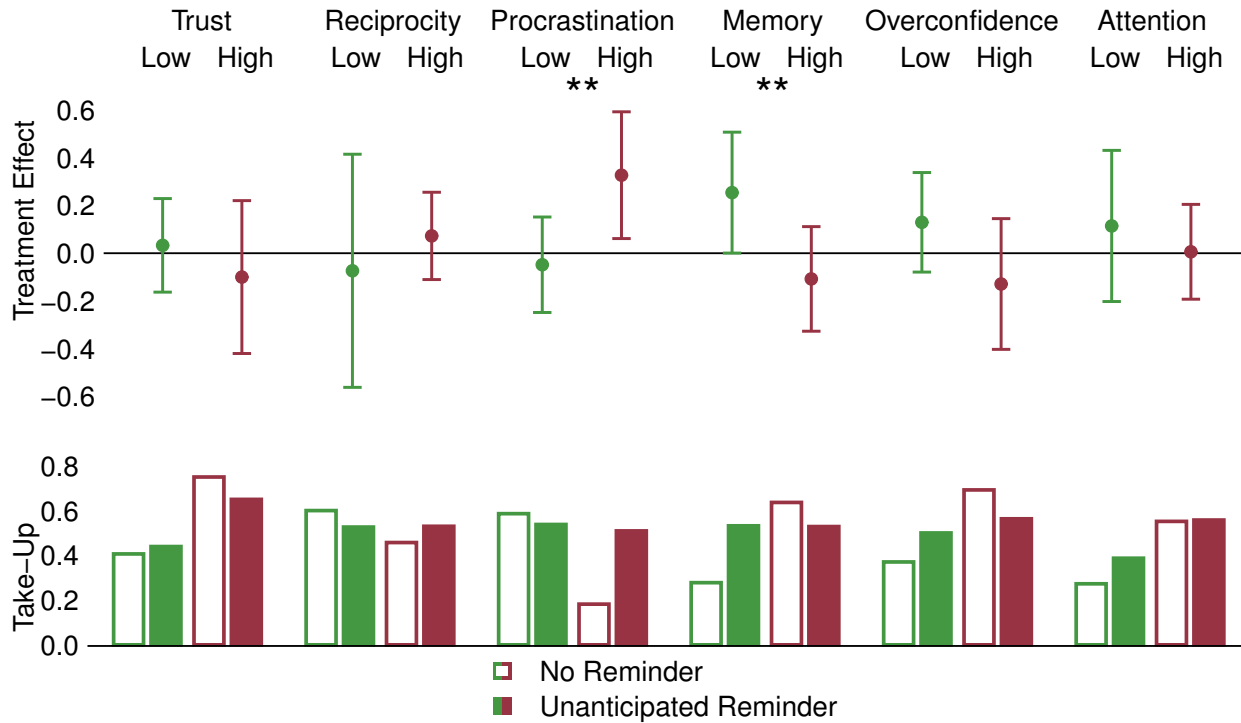 Trust Reciprocity Procrastination Memory Overconfidence Attention
Low High Low High Low High Low High Low High Low High
** **
Treatment Effect
0.6
0.4
0.2
0.0
−0.2
−0.4
−0.6
Take−Up
0.8
0.6
0.4
0.2
0.0
No Reminder
Unanticipated Reminder